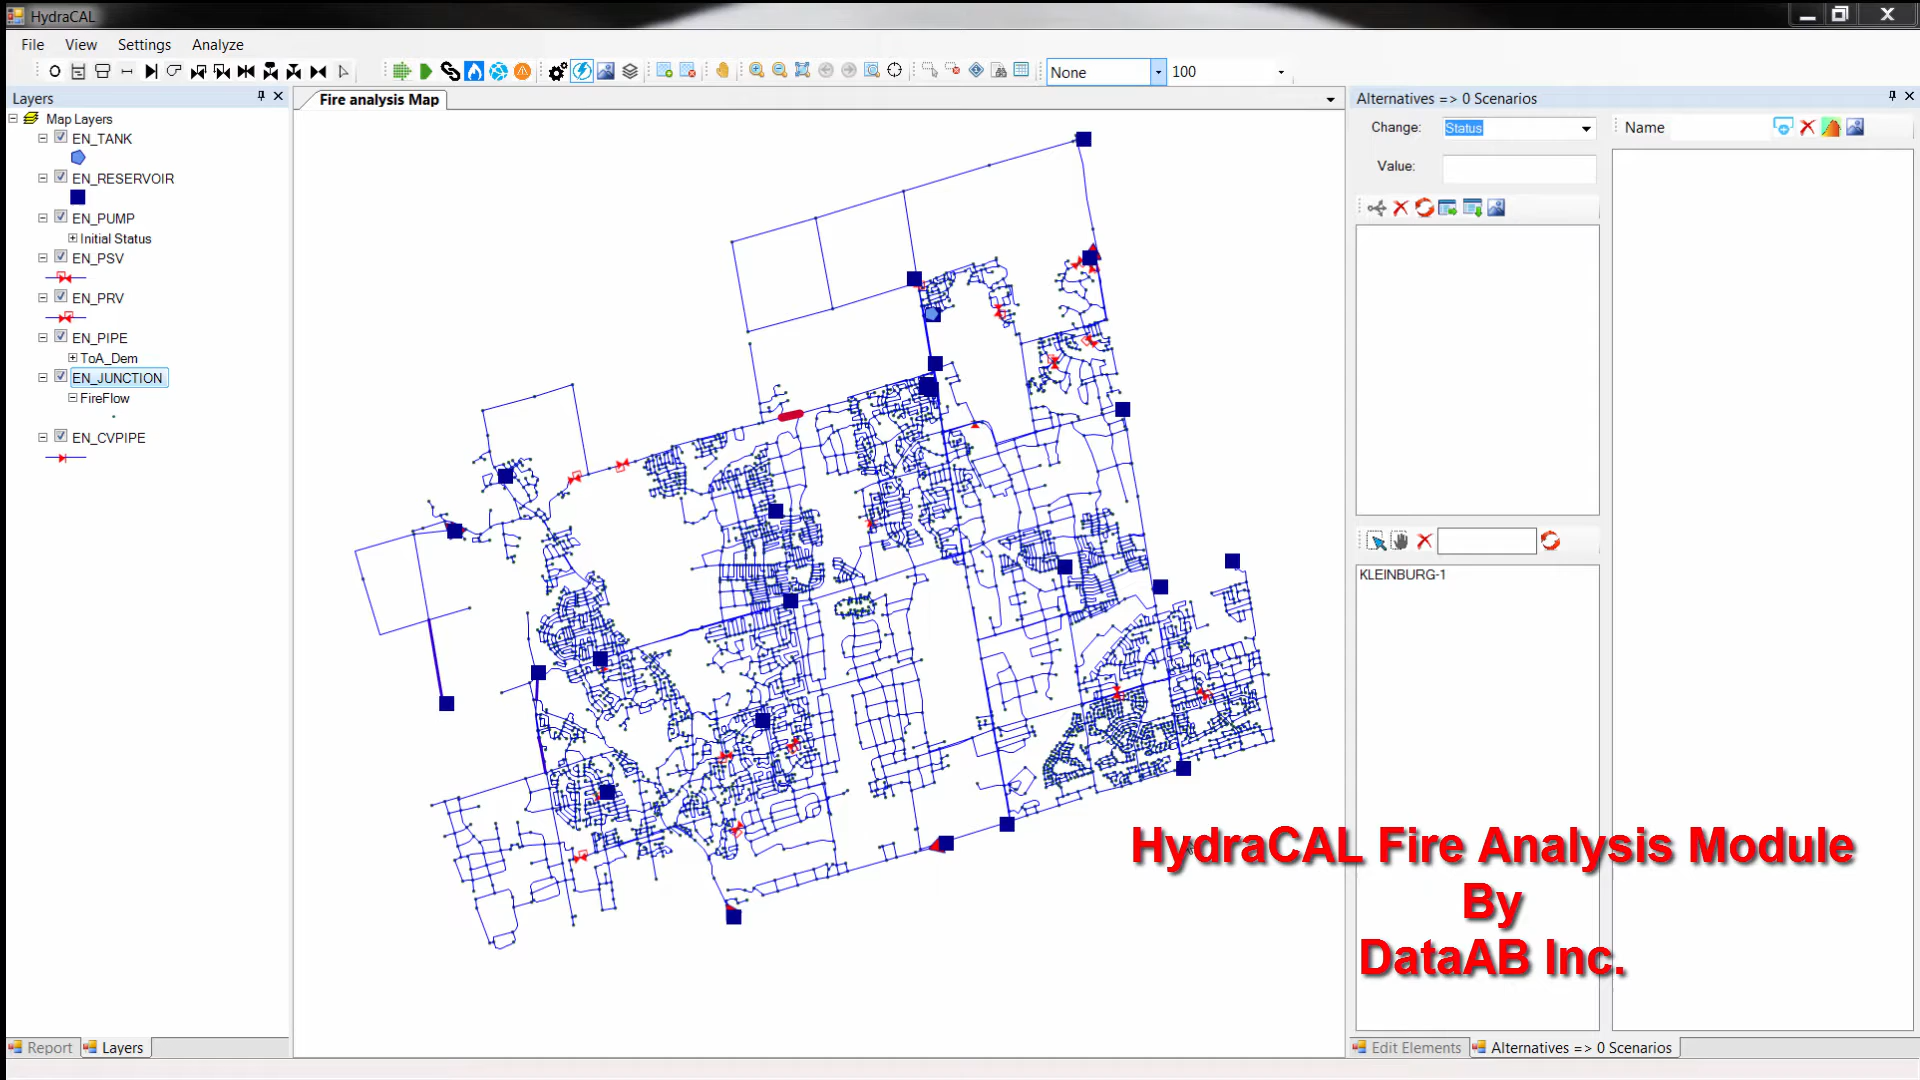 HydraCAL
File View Settings Analyze
None 100
Layers
Map Layers
EN_TANK
EN_RESERVOIR
EN_PUMP
Initial Status
EN_PSV
EN_PRV
EN_PIPE
ToA_Dem
EN_JUNCTION
FireFlow
EN_CVPIPE
Report Layers
Fire analysis Map
Alternatives => 0 Scenarios
Change: Status
Value:
Name
KLEINBURG-1
HydraCAL Fire Analysis Module
By
DataAB Inc.
Edit Elements Alternatives => 0 Scenarios